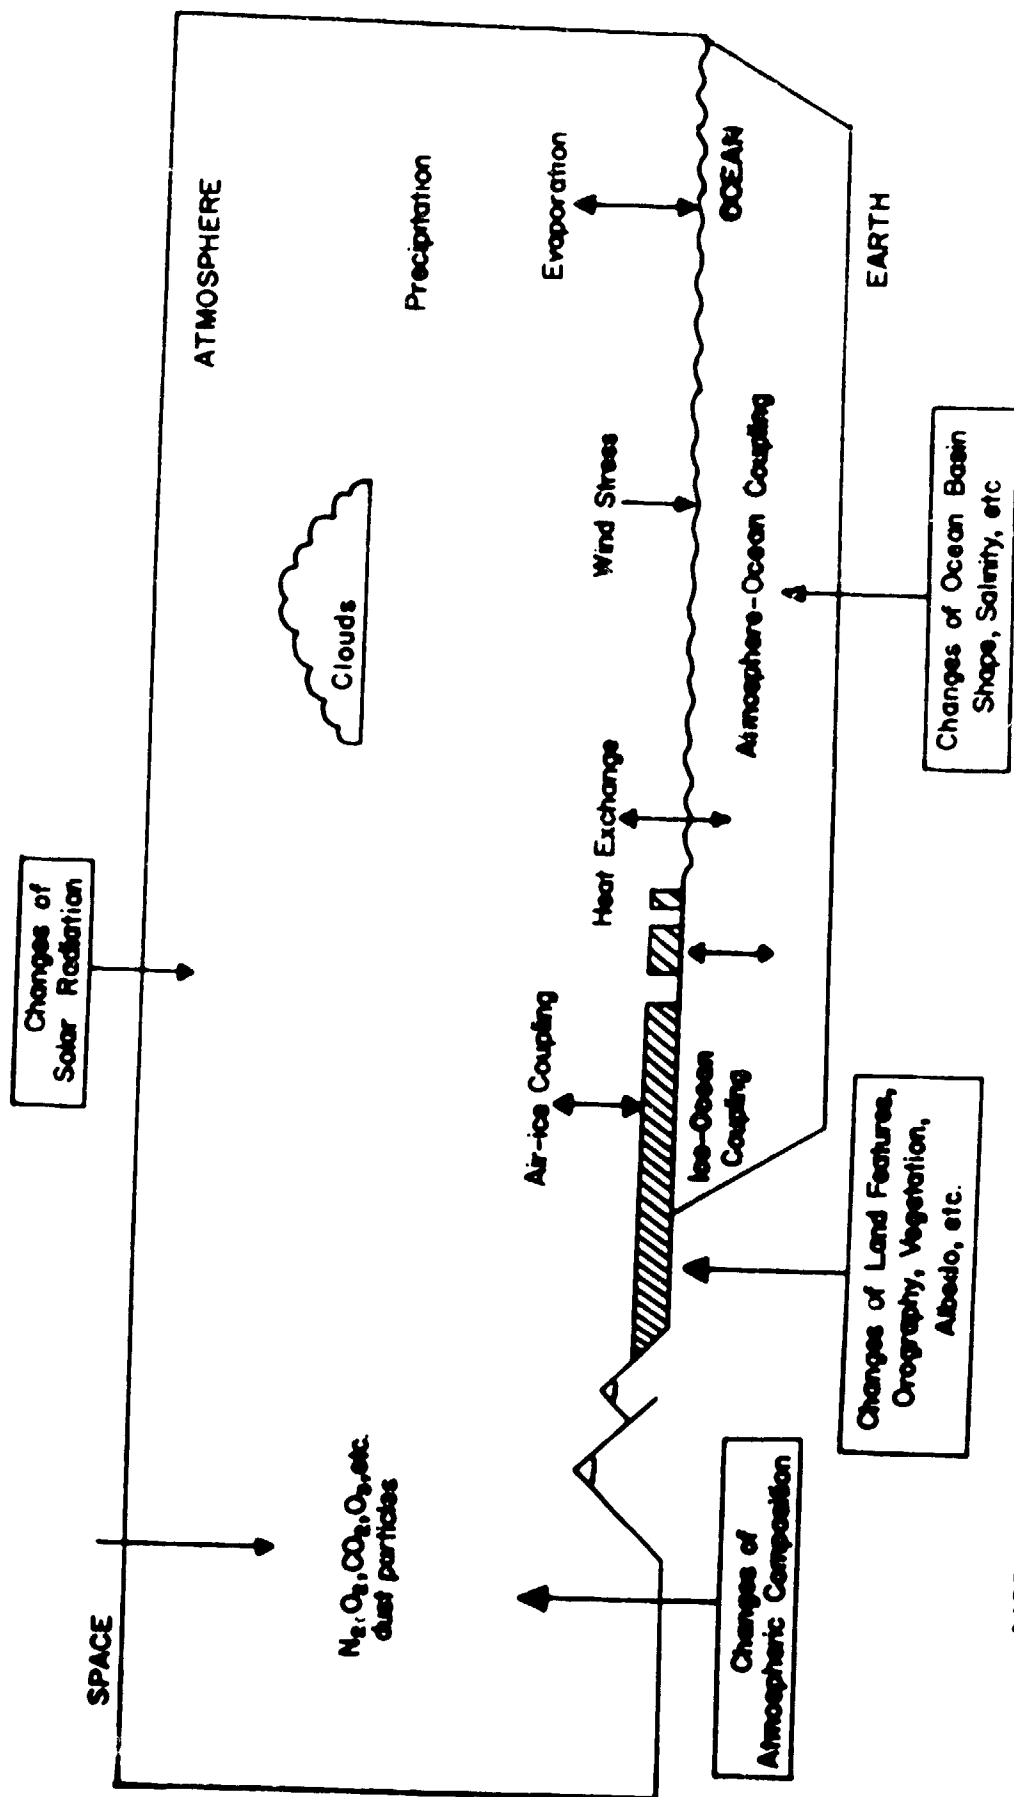 Changes of
Solar Radiation
SPACE
ATMOSPHERE
N₂, O₂, CO₂, O₃, etc.
dust particles
Clouds
Precipitation
Air-ice Coupling
Heat Exchange
Wind Stress
Evaporation
Ice-Ocean
Coupling
Atmosphere-Ocean Coupling
OCEAN
EARTH
Changes of
Atmospheric Composition
Changes of Land Features,
Orography, Vegetation,
Albedo, etc.
Changes of Ocean Basin
Shape, Salinity, etc